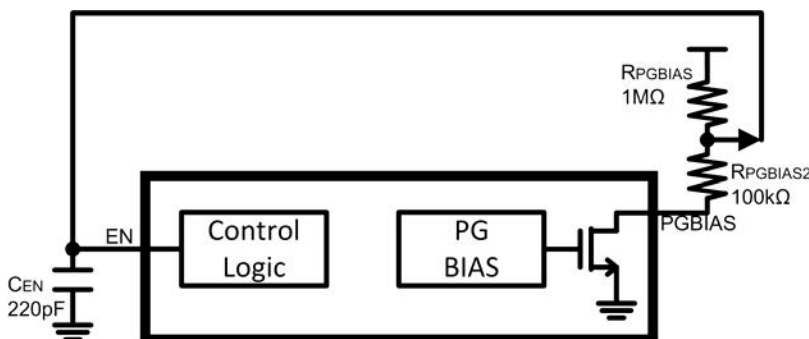 RPGBIAS
1MΩ
RPGBIAS2
100kΩ
PGBIAS
EN
Control
Logic
PG
BIAS
CEN
220pF